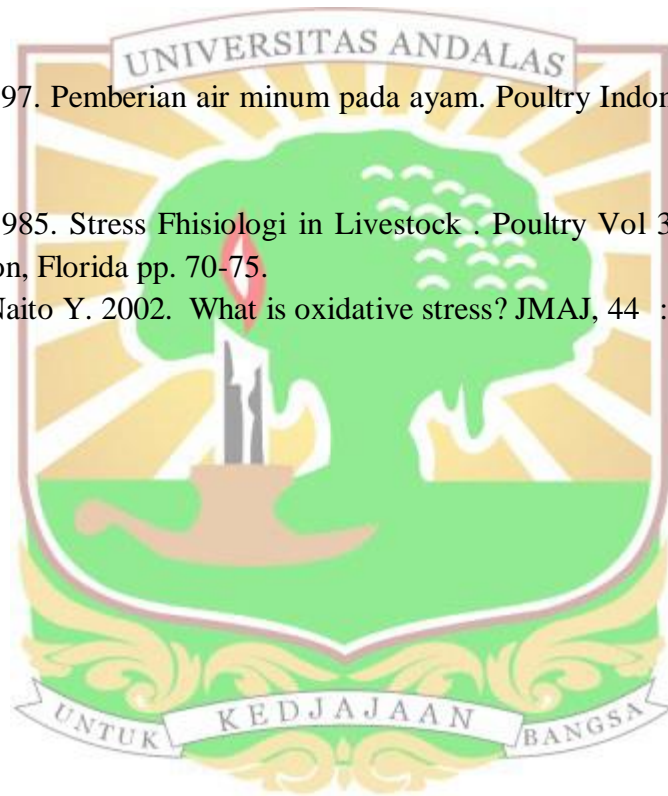 UNIVERSITAS ANDALAS
97. Pemberian air minum pada ayam. Poultry Indon
985. Stress Fhisiologi in Livestock . Poultry Vol 3
on, Florida pp. 70-75.
Naito Y. 2002. What is oxidative stress? JMAJ, 44 :
UNTUK KEDJAJAAN BANGSA